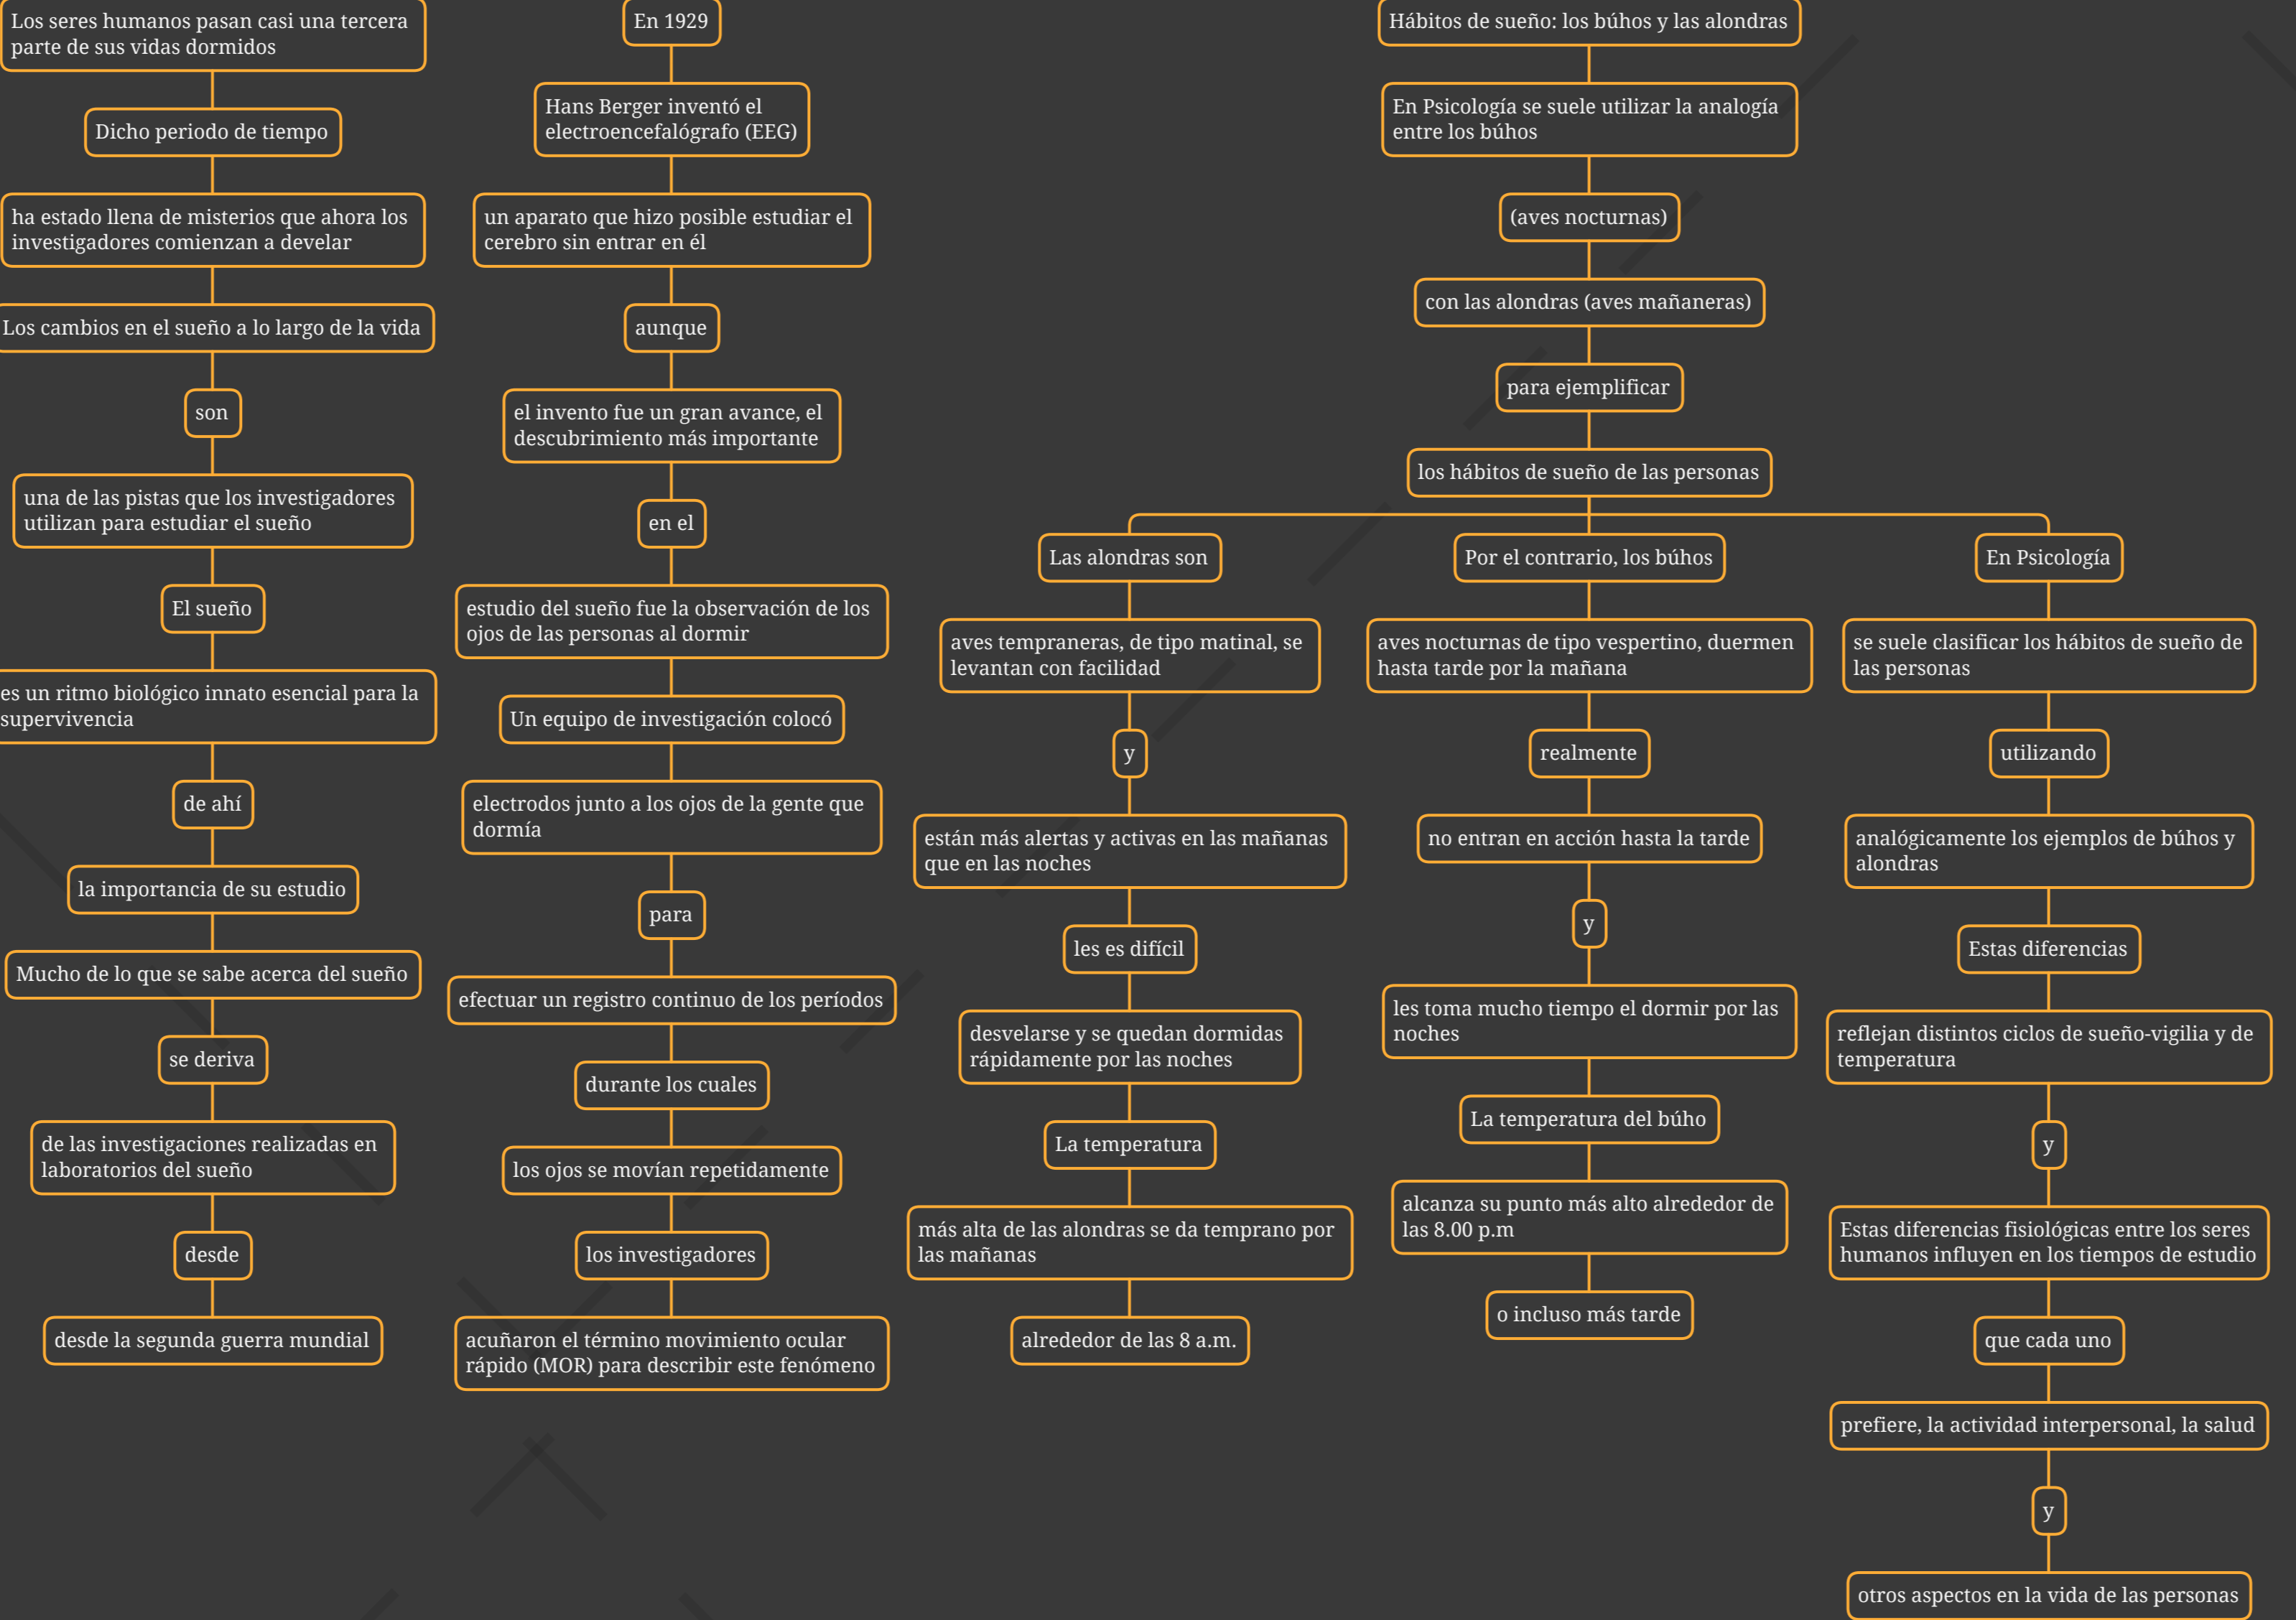 Los seres humanos pasan casi una tercera
parte de sus vidas dormidos
Dicho periodo de tiempo
ha estado llena de misterios que ahora los
investigadores comienzan a develar
Los cambios en el sueño a lo largo de la vida
son
una de las pistas que los investigadores
utilizan para estudiar el sueño
El sueño
es un ritmo biológico innato esencial para la
supervivencia
de ahí
la importancia de su estudio
Mucho de lo que se sabe acerca del sueño
se deriva
de las investigaciones realizadas en
laboratorios del sueño
desde
desde la segunda guerra mundial
En 1929
Hans Berger inventó el
electroencefalógrafo (EEG)
un aparato que hizo posible estudiar el
cerebro sin entrar en él
aunque
el invento fue un gran avance, el
descubrimiento más importante
en el
estudio del sueño fue la observación de los
ojos de las personas al dormir
Un equipo de investigación colocó
electrodos junto a los ojos de la gente que
dormía
para
efectuar un registro continuo de los períodos
durante los cuales
los ojos se movían repetidamente
los investigadores
acuñaron el término movimiento ocular
rápido (MOR) para describir este fenómeno
Hábitos de sueño: los búhos y las alondras
En Psicología se suele utilizar la analogía
entre los búhos
(aves nocturnas)
con las alondras (aves mañaneras)
para ejemplificar
los hábitos de sueño de las personas
Las alondras son
aves tempraneras, de tipo matinal, se
levantan con facilidad
y
están más alertas y activas en las mañanas
que en las noches
les es difícil
desvelarse y se quedan dormidas
rápidamente por las noches
La temperatura
más alta de las alondras se da temprano por
las mañanas
alrededor de las 8 a.m.
Por el contrario, los búhos
aves nocturnas de tipo vespertino, duermen
hasta tarde por la mañana
realmente
no entran en acción hasta la tarde
y
les toma mucho tiempo el dormir por las
noches
La temperatura del búho
alcanza su punto más alto alrededor de
las 8.00 p.m
o incluso más tarde
En Psicología
se suele clasificar los hábitos de sueño de
las personas
utilizando
analógicamente los ejemplos de búhos y
alondras
Estas diferencias
reflejan distintos ciclos de sueño-vigilia y de
temperatura
y
Estas diferencias fisiológicas entre los seres
humanos influyen en los tiempos de estudio
que cada uno
prefiere, la actividad interpersonal, la salud
y
otros aspectos en la vida de las personas